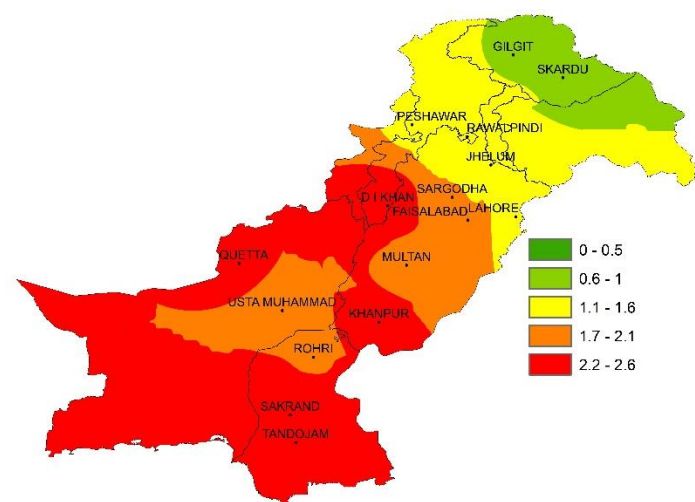 GILGIT
SKARDU
PESHAWAR
RAWALPINDI
JHELUM
SARGODHA
D I KHAN
FAISALABAD
LAHORE
QUETTA
MULTAN
USTA MUHAMMAD
KHANPUR
ROHRI
SAKRAND
TANDOJAM
0 - 0.5
0.6 - 1
1.1 - 1.6
1.7 - 2.1
2.2 - 2.6